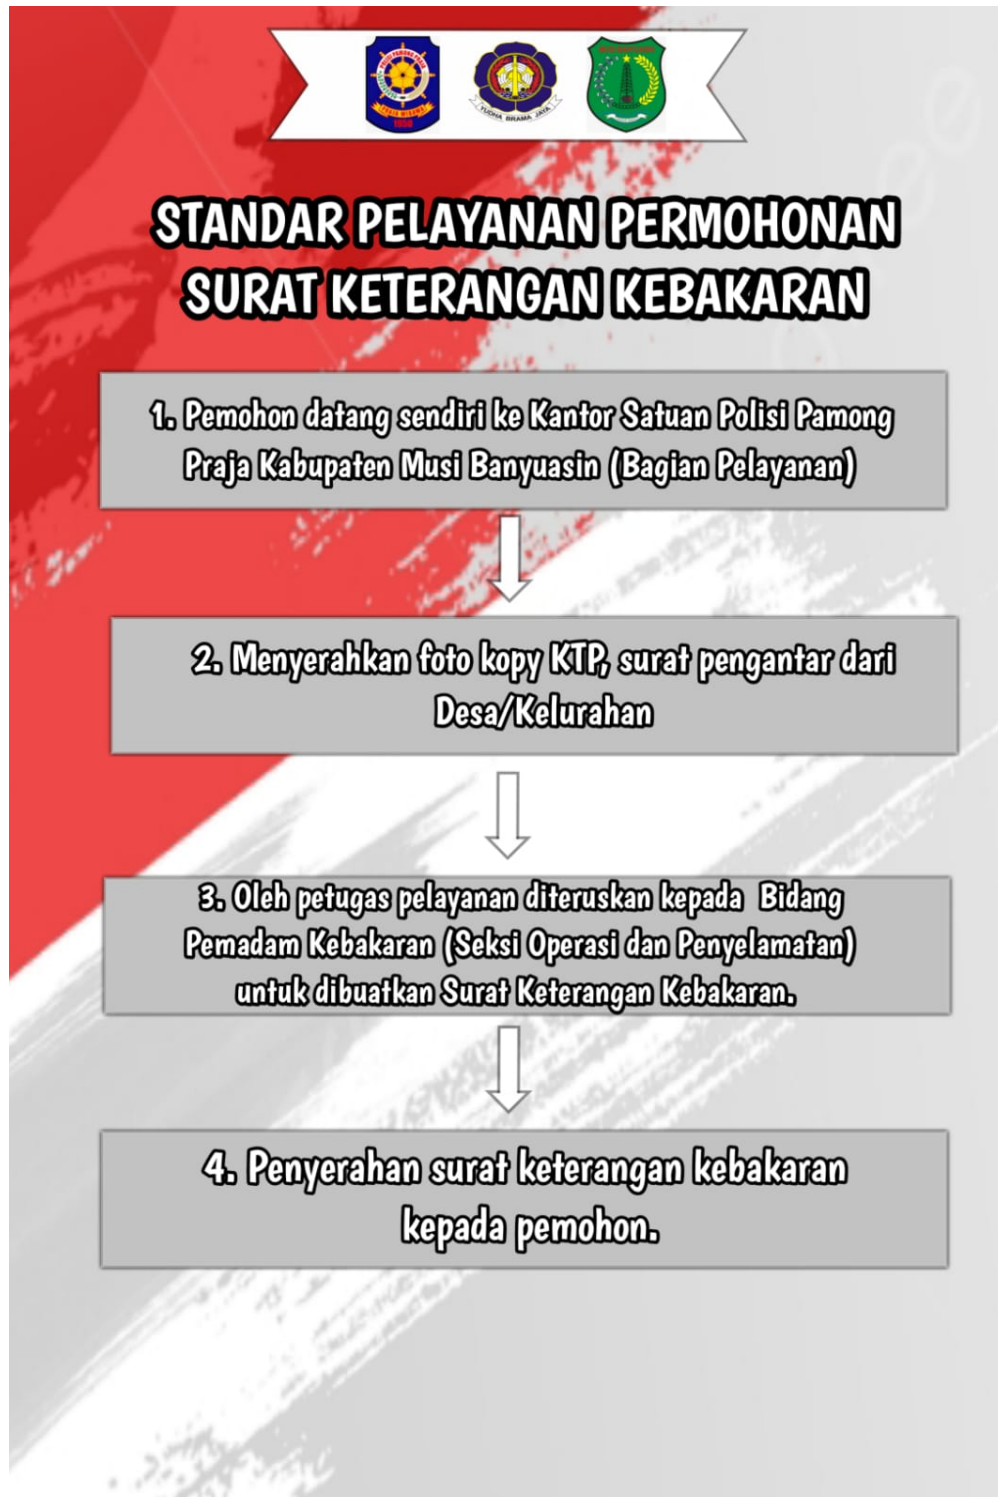 YUDHA BRAMA JAYA
1950
STANDAR PELAYANAN PERMOHONAN
SURAT KETERANGAN KEBAKARAN
1. Pemohon datang sendiri ke Kantor Satuan Polisi Pamong
Praja Kabupaten Musi Banyuasin (Bagian Pelayanan)
2. Menyerahkan foto kopy KTP, surat pengantar dari
Desa/Kelurahan
3. Oleh petugas pelayanan diteruskan kepada Bidang
Pemadam Kebakaran (Seksi Operasi dan Penyelamatan)
untuk dibuatkan Surat Keterangan Kebakaran.
4. Penyerahan surat keterangan kebakaran
kepada pemohon.